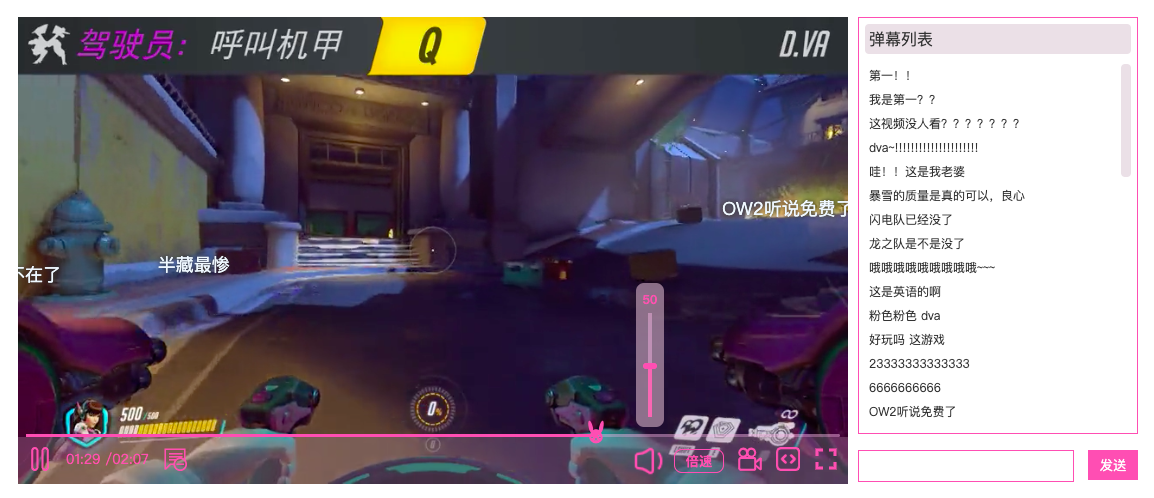 驾驶员: 呼叫机甲 Q D.VA
OW2听说免费了
半藏最惨
不在了
50
500/500
0%
01:29 /02:07
倍速
弹幕列表
第一！！
我是第一？？
这视频没人看？？？？？？？
dva~!!!!!!!!!!!!!!!!!!!!!
哇！！这是我老婆
暴雪的质量是真的可以，良心
闪电队已经没了
龙之队是不是没了
哦哦哦哦哦哦哦哦哦~~~
这是英语的啊
粉色粉色 dva
好玩吗 这游戏
23333333333333
6666666666
OW2听说免费了
发送